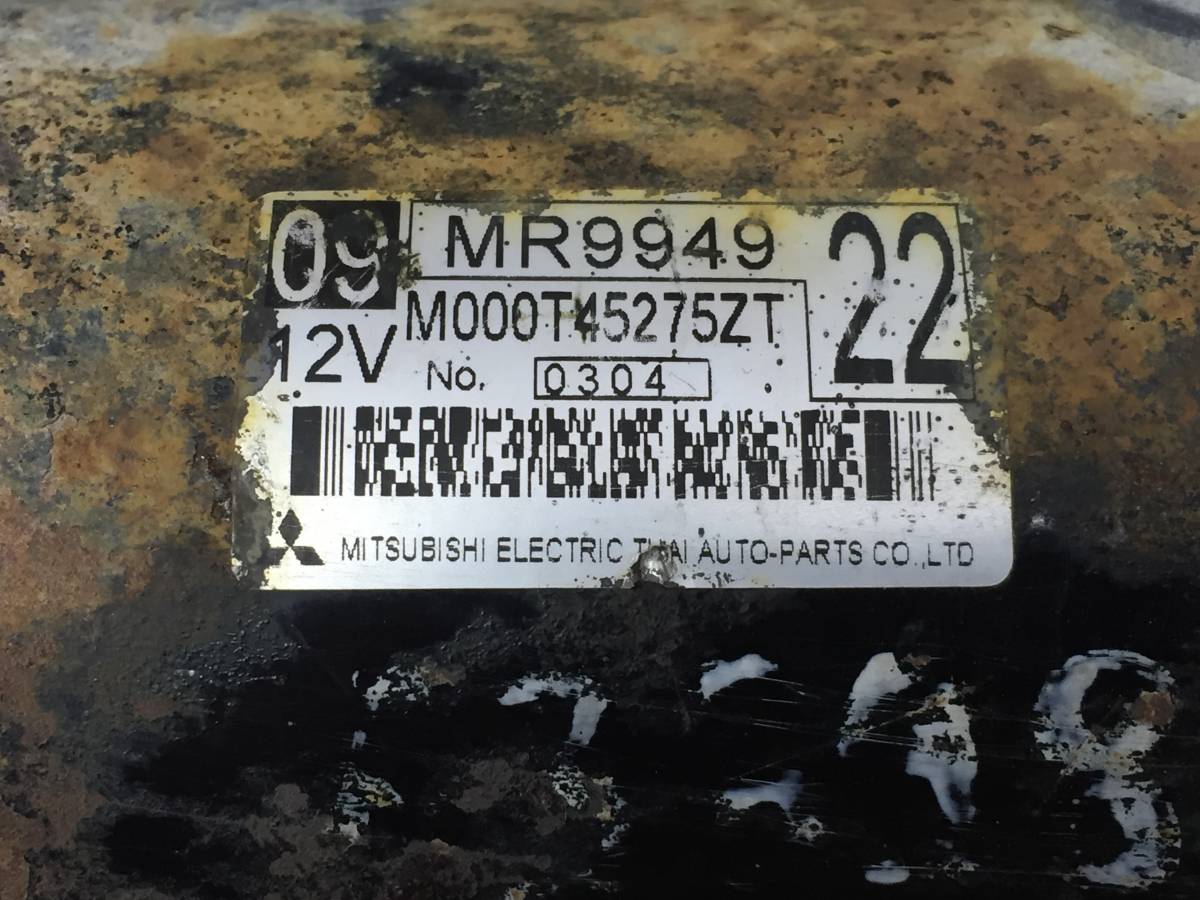 09 MR9949 22
12V M000T45275ZT
No. 0304
MITSUBISHI ELECTRIC THAI AUTO-PARTS CO.,LTD